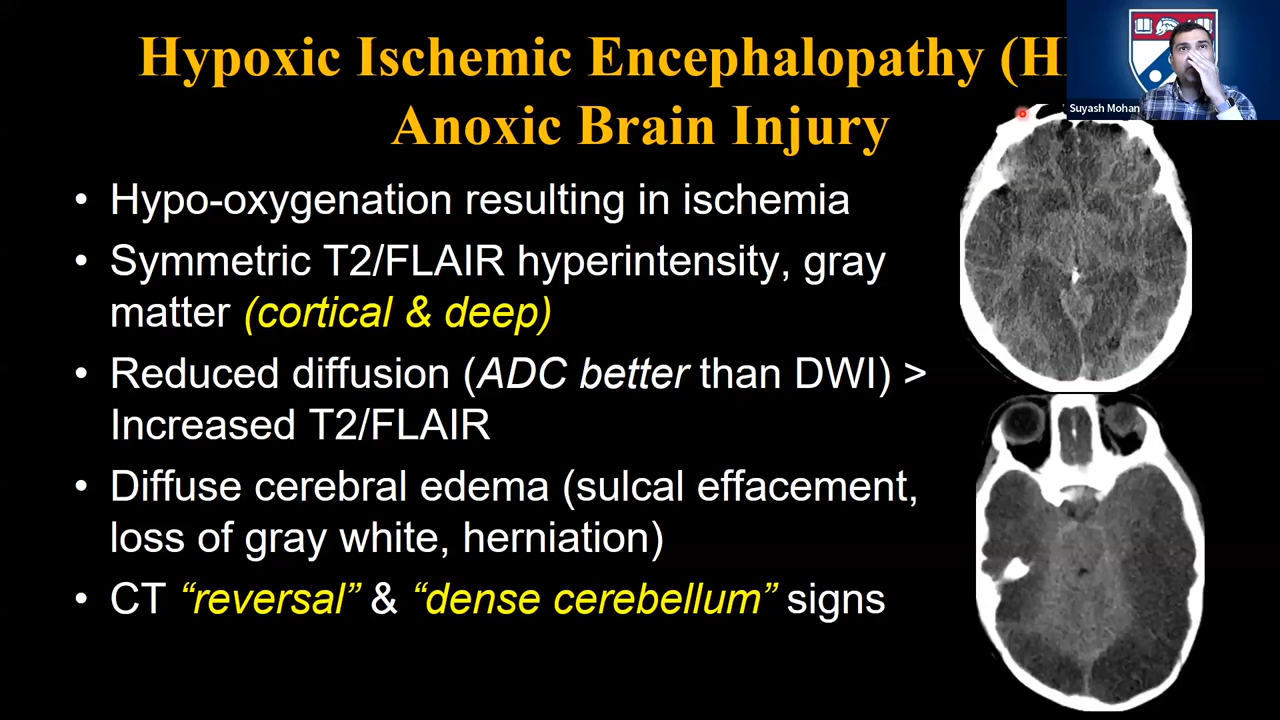 Hypoxic Ischemic Encephalopathy (H
Anoxic Brain Injury
Suyash Mohan
• Hypo-oxygenation resulting in ischemia
• Symmetric T2/FLAIR hyperintensity, gray
matter (cortical & deep)
• Reduced diffusion (ADC better than DWI) >
Increased T2/FLAIR
• Diffuse cerebral edema (sulcal effacement,
loss of gray white, herniation)
• CT “reversal” & “dense cerebellum” signs